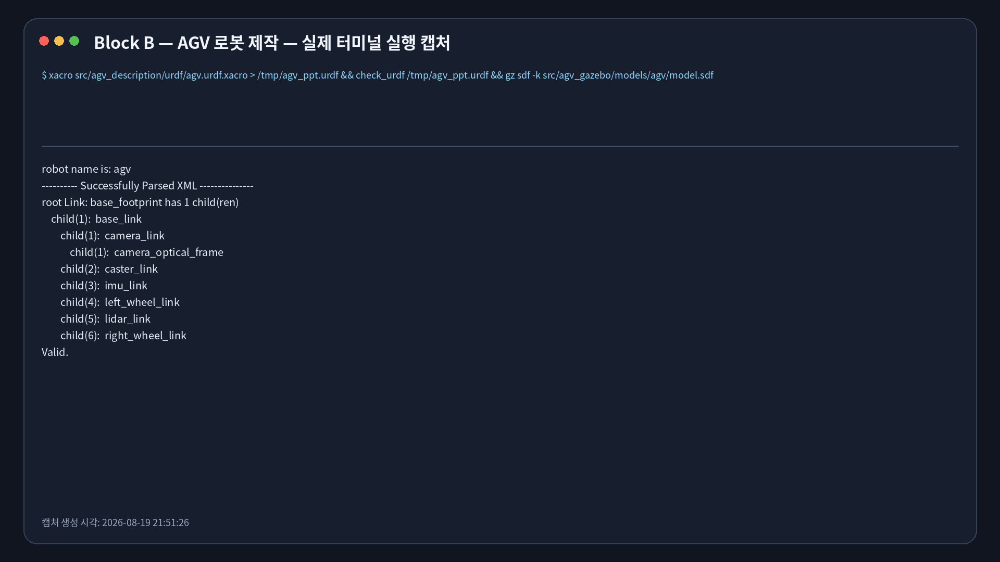 Block B — AGV 로봇 제작 — 실제 터미널 실행 캡처
$ xacro src/agv_description/urdf/agv.urdf.xacro > /tmp/agv_ppt.urdf && check_urdf /tmp/agv_ppt.urdf && gz sdf -k src/agv_gazebo/models/agv/model.sdf
robot name is: agv
---------- Successfully Parsed XML ---------------
root Link: base_footprint has 1 child(ren)
    child(1):  base_link
        child(1):  camera_link
            child(1):  camera_optical_frame
        child(2):  caster_link
        child(3):  imu_link
        child(4):  left_wheel_link
        child(5):  lidar_link
        child(6):  right_wheel_link
Valid.
캡처 생성 시각: 2026-08-19 21:51:26